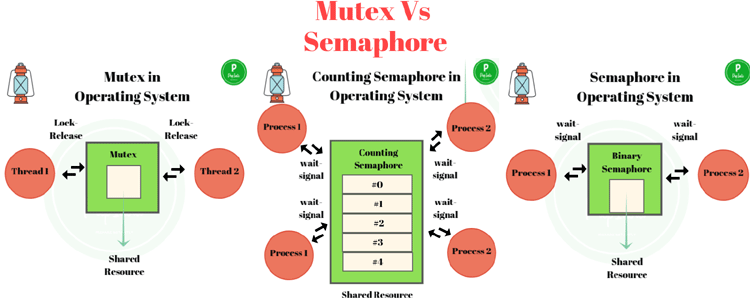 Mutex Vs
Semaphore
Mutex in
Operating System
Lock-
Release
Lock-
Release
Thread 1
Mutex
Thread 2
Shared
Resource
Counting Semaphore in
Operating System
Process 1
Process 2
wait-
signal
Counting
Semaphore
wait-
signal
#0
#1
#2
#3
#4
wait-
signal
wait-
signal
Process 1
Process 2
Shared Resource
Semaphore in
Operating System
wait-
signal
wait-
signal
Process 1
Binary
Semaphore
Process 2
Shared
Resource